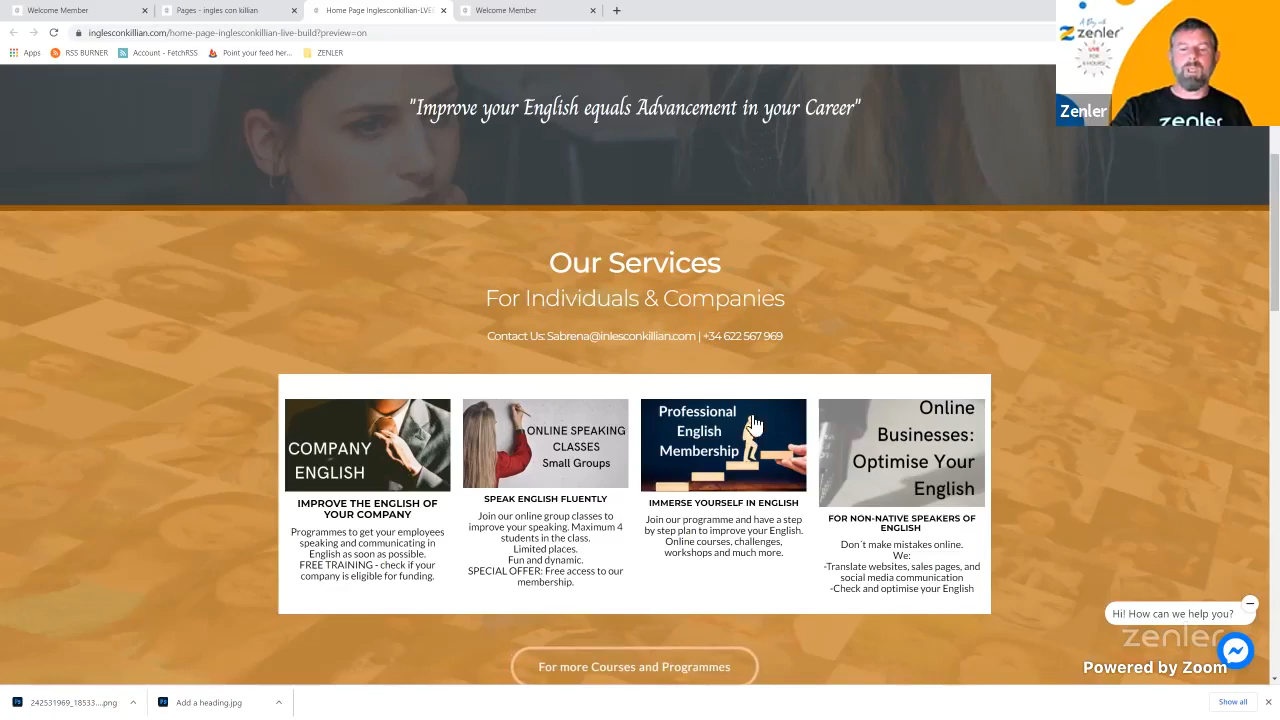 Welcome Member
Pages - ingles con killian
Home Page Inglesconkillian-LVE
Welcome Member
inglesconkillian.com/home-page-inglesconkillian-live-build?preview=on
Apps
RSS BURNER
Account - FetchRSS
Point your feed her...
ZENLER
zenler
LIVE
FOR
HOURS!
Zenler
zenler
"Improve your English equals Advancement in your Career"
Our Services
For Individuals & Companies
Contact Us: Sabrena@inlesconkillian.com | +34 622 567 969
COMPANY
ENGLISH
IMPROVE THE ENGLISH OF
YOUR COMPANY
Programmes to get your employees
speaking and communicating in
English as soon as possible.
FREE TRAINING - check if your
company is eligible for funding.
ONLINE SPEAKING
CLASSES
Small Groups
SPEAK ENGLISH FLUENTLY
Join our online group classes to
improve your speaking. Maximum 4
students in the class.
Limited places.
Fun and dynamic.
SPECIAL OFFER: Free access to our
membership.
Professional
English
Membership
IMMERSE YOURSELF IN ENGLISH
Join our programme and have a step
by step plan to improve your English.
Online courses, challenges,
workshops and much more.
Online
Businesses:
Optimise Your
English
FOR NON-NATIVE SPEAKERS OF
ENGLISH
Don´t make mistakes online.
We:
-Translate websites, sales pages, and
social media communication
-Check and optimise your English
For more Courses and Programmes
Hi! How can we help you?
zenler
Powered by Zoom
242531969_18533....png
Add a heading.jpg
Show all